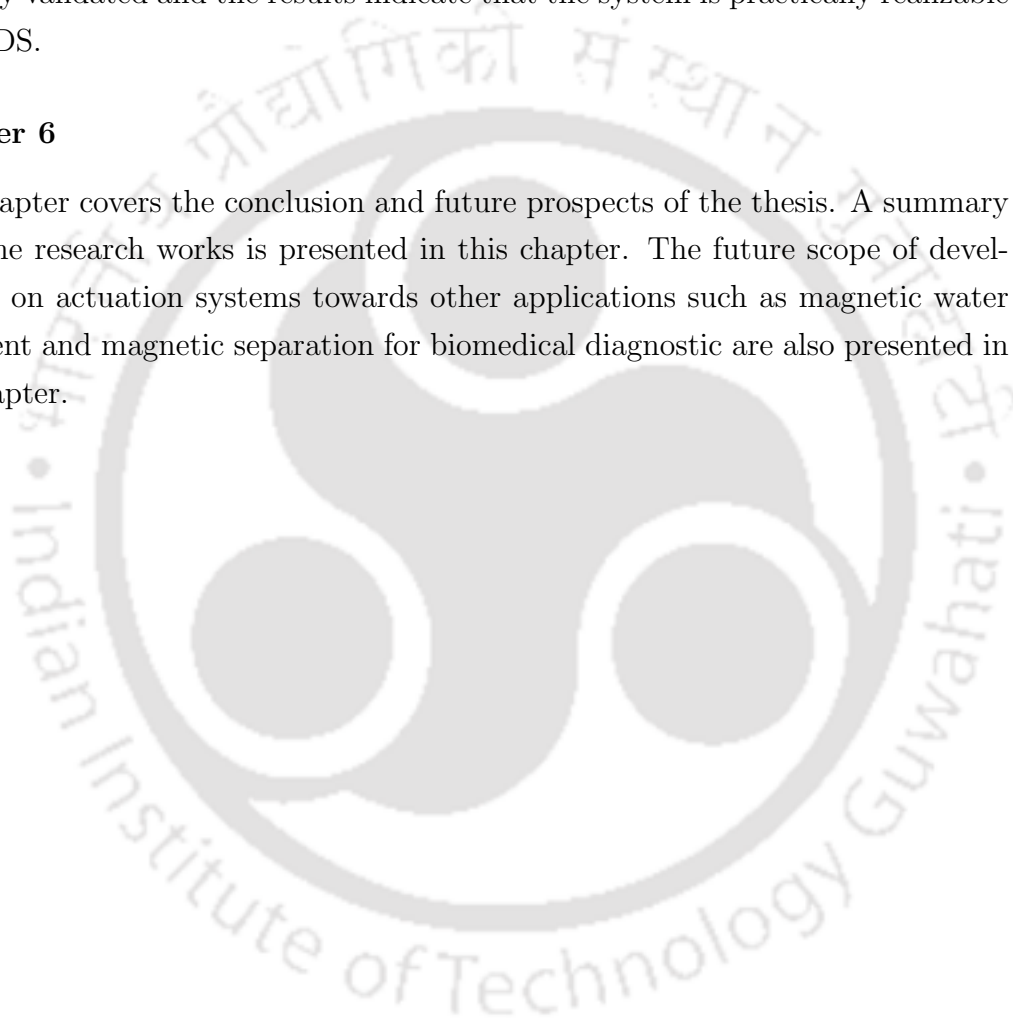 y validated and the results indicate that the system is practically realizable
DS.
er 6
apter covers the conclusion and future prospects of the thesis. A summary
ne research works is presented in this chapter. The future scope of devel-
on actuation systems towards other applications such as magnetic water
ent and magnetic separation for biomedical diagnostic are also presented in
apter.
भारतीय प्रौद्योगिकी संस्थान गुवाहाटी
• Indian Institute of Technology Guwahati •